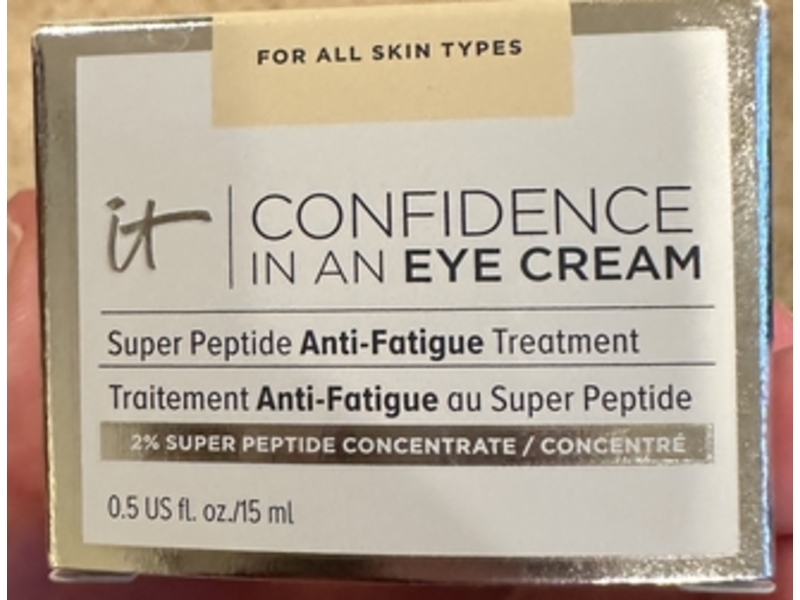 FOR ALL SKIN TYPES
it
CONFIDENCE
IN AN EYE CREAM
Super Peptide Anti-Fatigue Treatment
Traitement Anti-Fatigue au Super Peptide
2% SUPER PEPTIDE CONCENTRATE / CONCENTRÉ
0.5 US fl. oz./15 ml